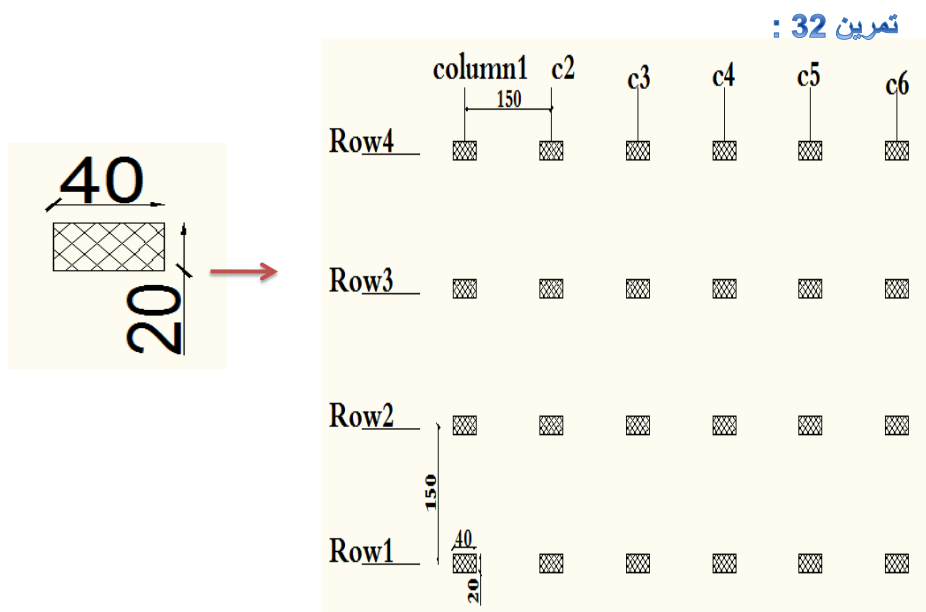 تمرين 32 :
column1 c2 c3 c4 c5 c6
150
Row4
40
20
Row3
Row2
150
Row1
40
20